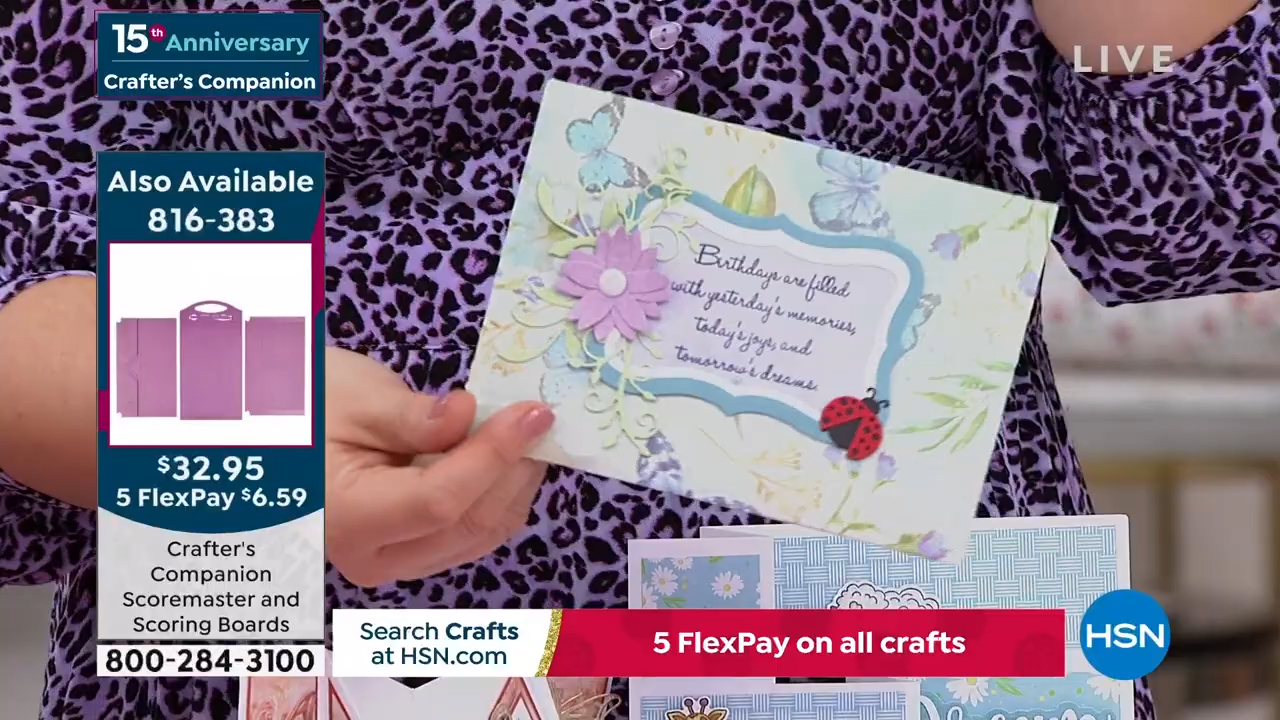 15th Anniversary
Crafter's Companion
LIVE
Also Available
816-383
$32.95
5 FlexPay $6.59
Crafter's
Companion
Scoremaster and
Scoring Boards
800-284-3100
Birthdays are filled
with yesterday's memories,
today's joys, and
tomorrow's dreams.
Search Crafts
at HSN.com
5 FlexPay on all crafts
HSN